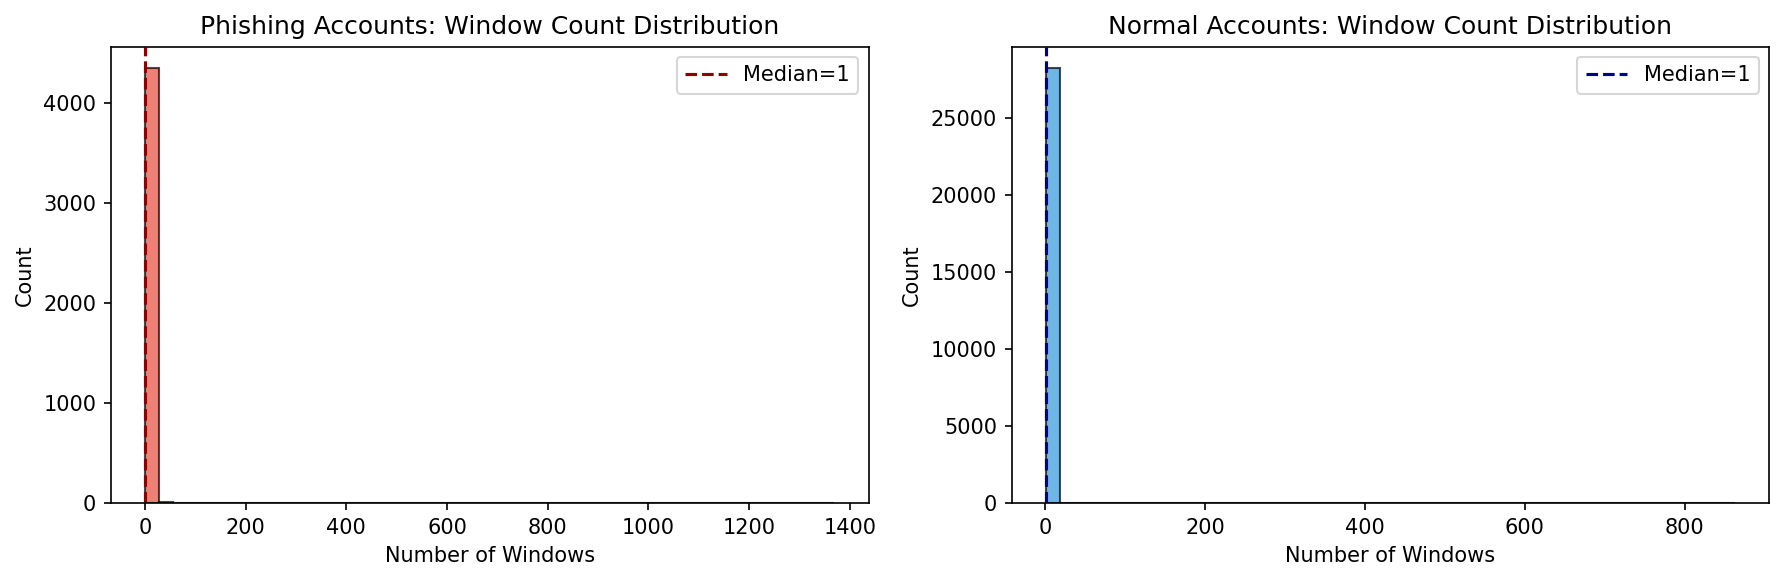 Phishing Accounts: Window Count Distribution
Median=1
4000
3000
2000
1000
0
Count
0 200 400 600 800 1000 1200 1400
Number of Windows
Normal Accounts: Window Count Distribution
Median=1
25000
20000
15000
10000
5000
0
Count
0 200 400 600 800
Number of Windows